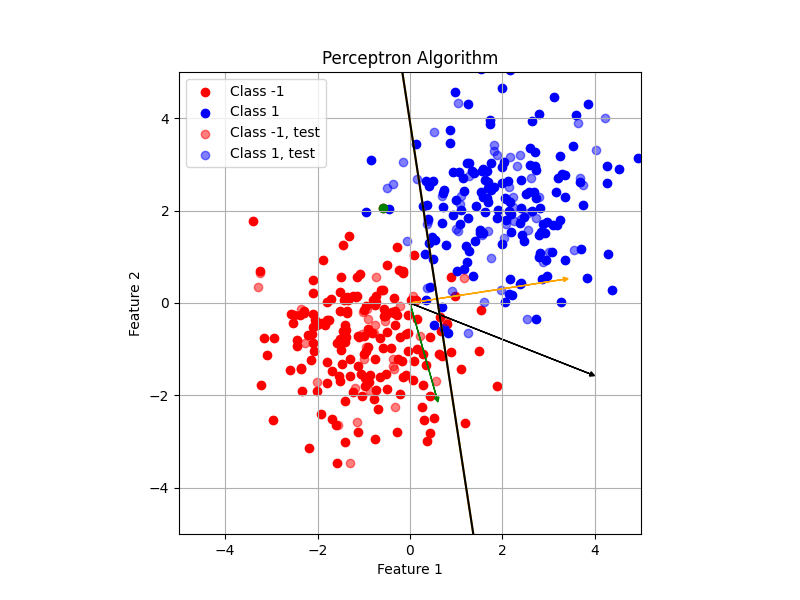 Perceptron Algorithm
Class -1
Class 1
Class -1, test
Class 1, test
4
2
0
−2
−4
Feature 2
−4
−2
0
2
4
Feature 1